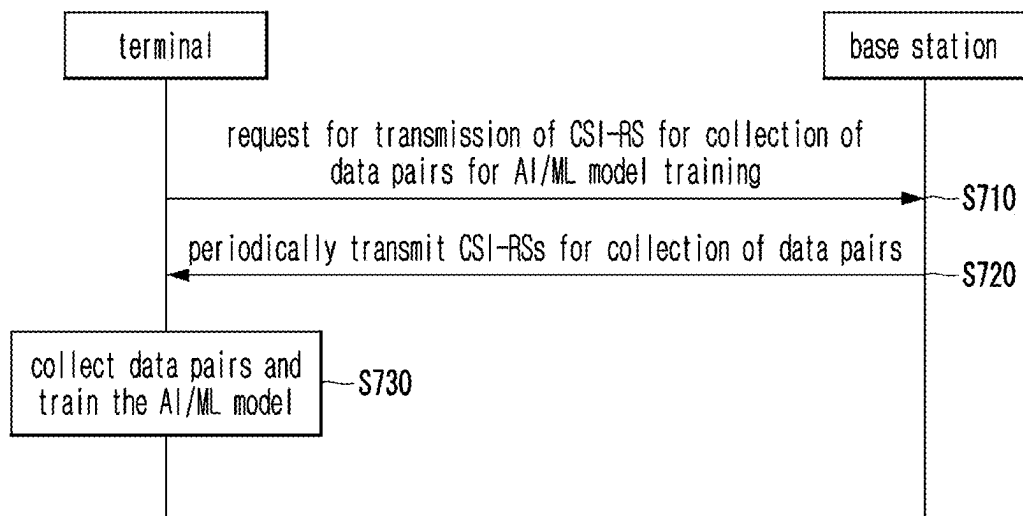 terminal
base station
request for transmission of CSI-RS for collection of
data pairs for AI/ML model training
S710
periodically transmit CSI-RSs for collection of data pairs
S720
collect data pairs and
train the AI/ML model
S730